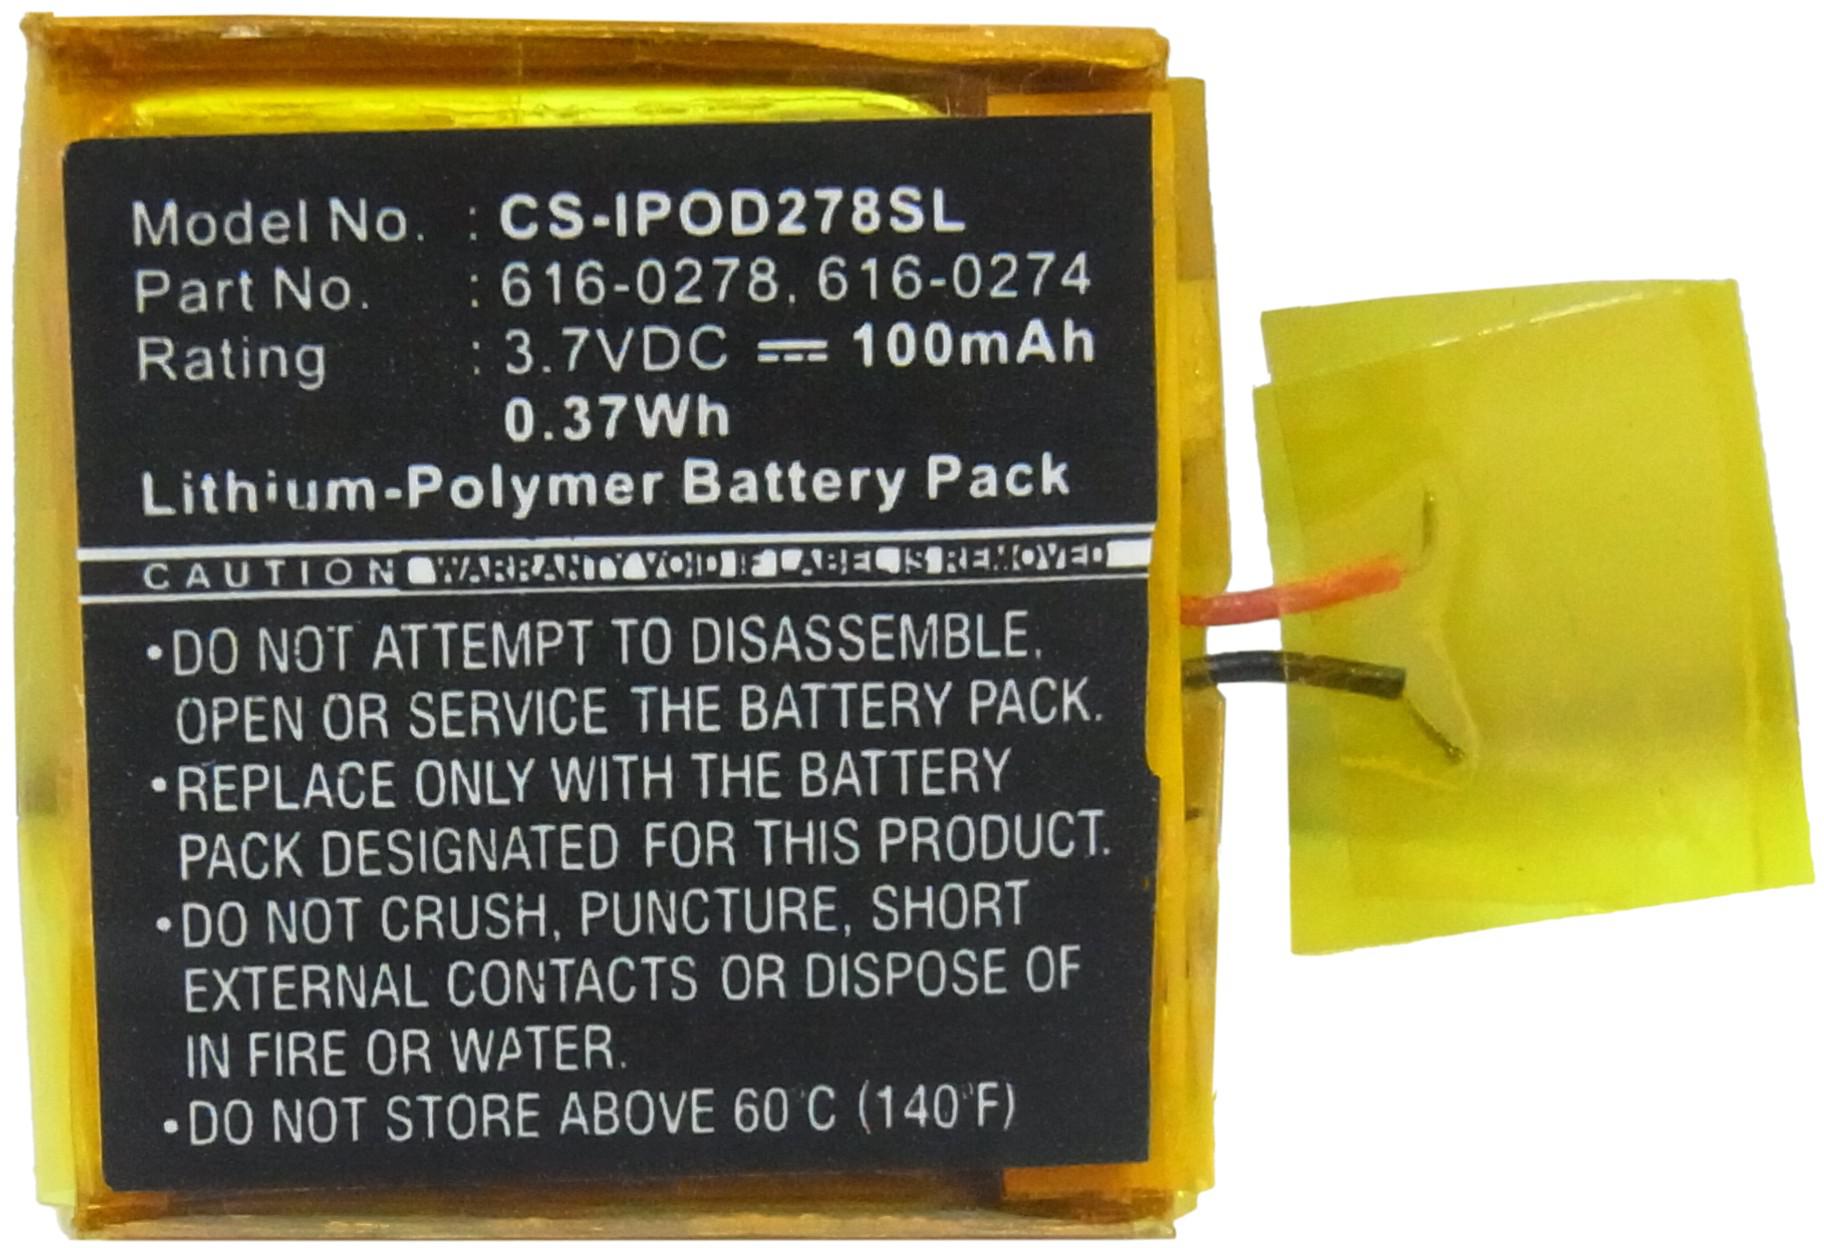 Model No. : CS-IPOD278SL
Part No. : 616-0278, 616-0274
Rating : 3.7VDC ⎓ 100mAh
0.37Wh
Lithium-Polymer Battery Pack
CAUTION WARRANTY VOID IF LABEL IS REMOVED
•DO NOT ATTEMPT TO DISASSEMBLE,
OPEN OR SERVICE THE BATTERY PACK.
•REPLACE ONLY WITH THE BATTERY
PACK DESIGNATED FOR THIS PRODUCT.
•DO NOT CRUSH, PUNCTURE, SHORT
EXTERNAL CONTACTS OR DISPOSE OF
IN FIRE OR WATER.
•DO NOT STORE ABOVE 60°C (140°F)